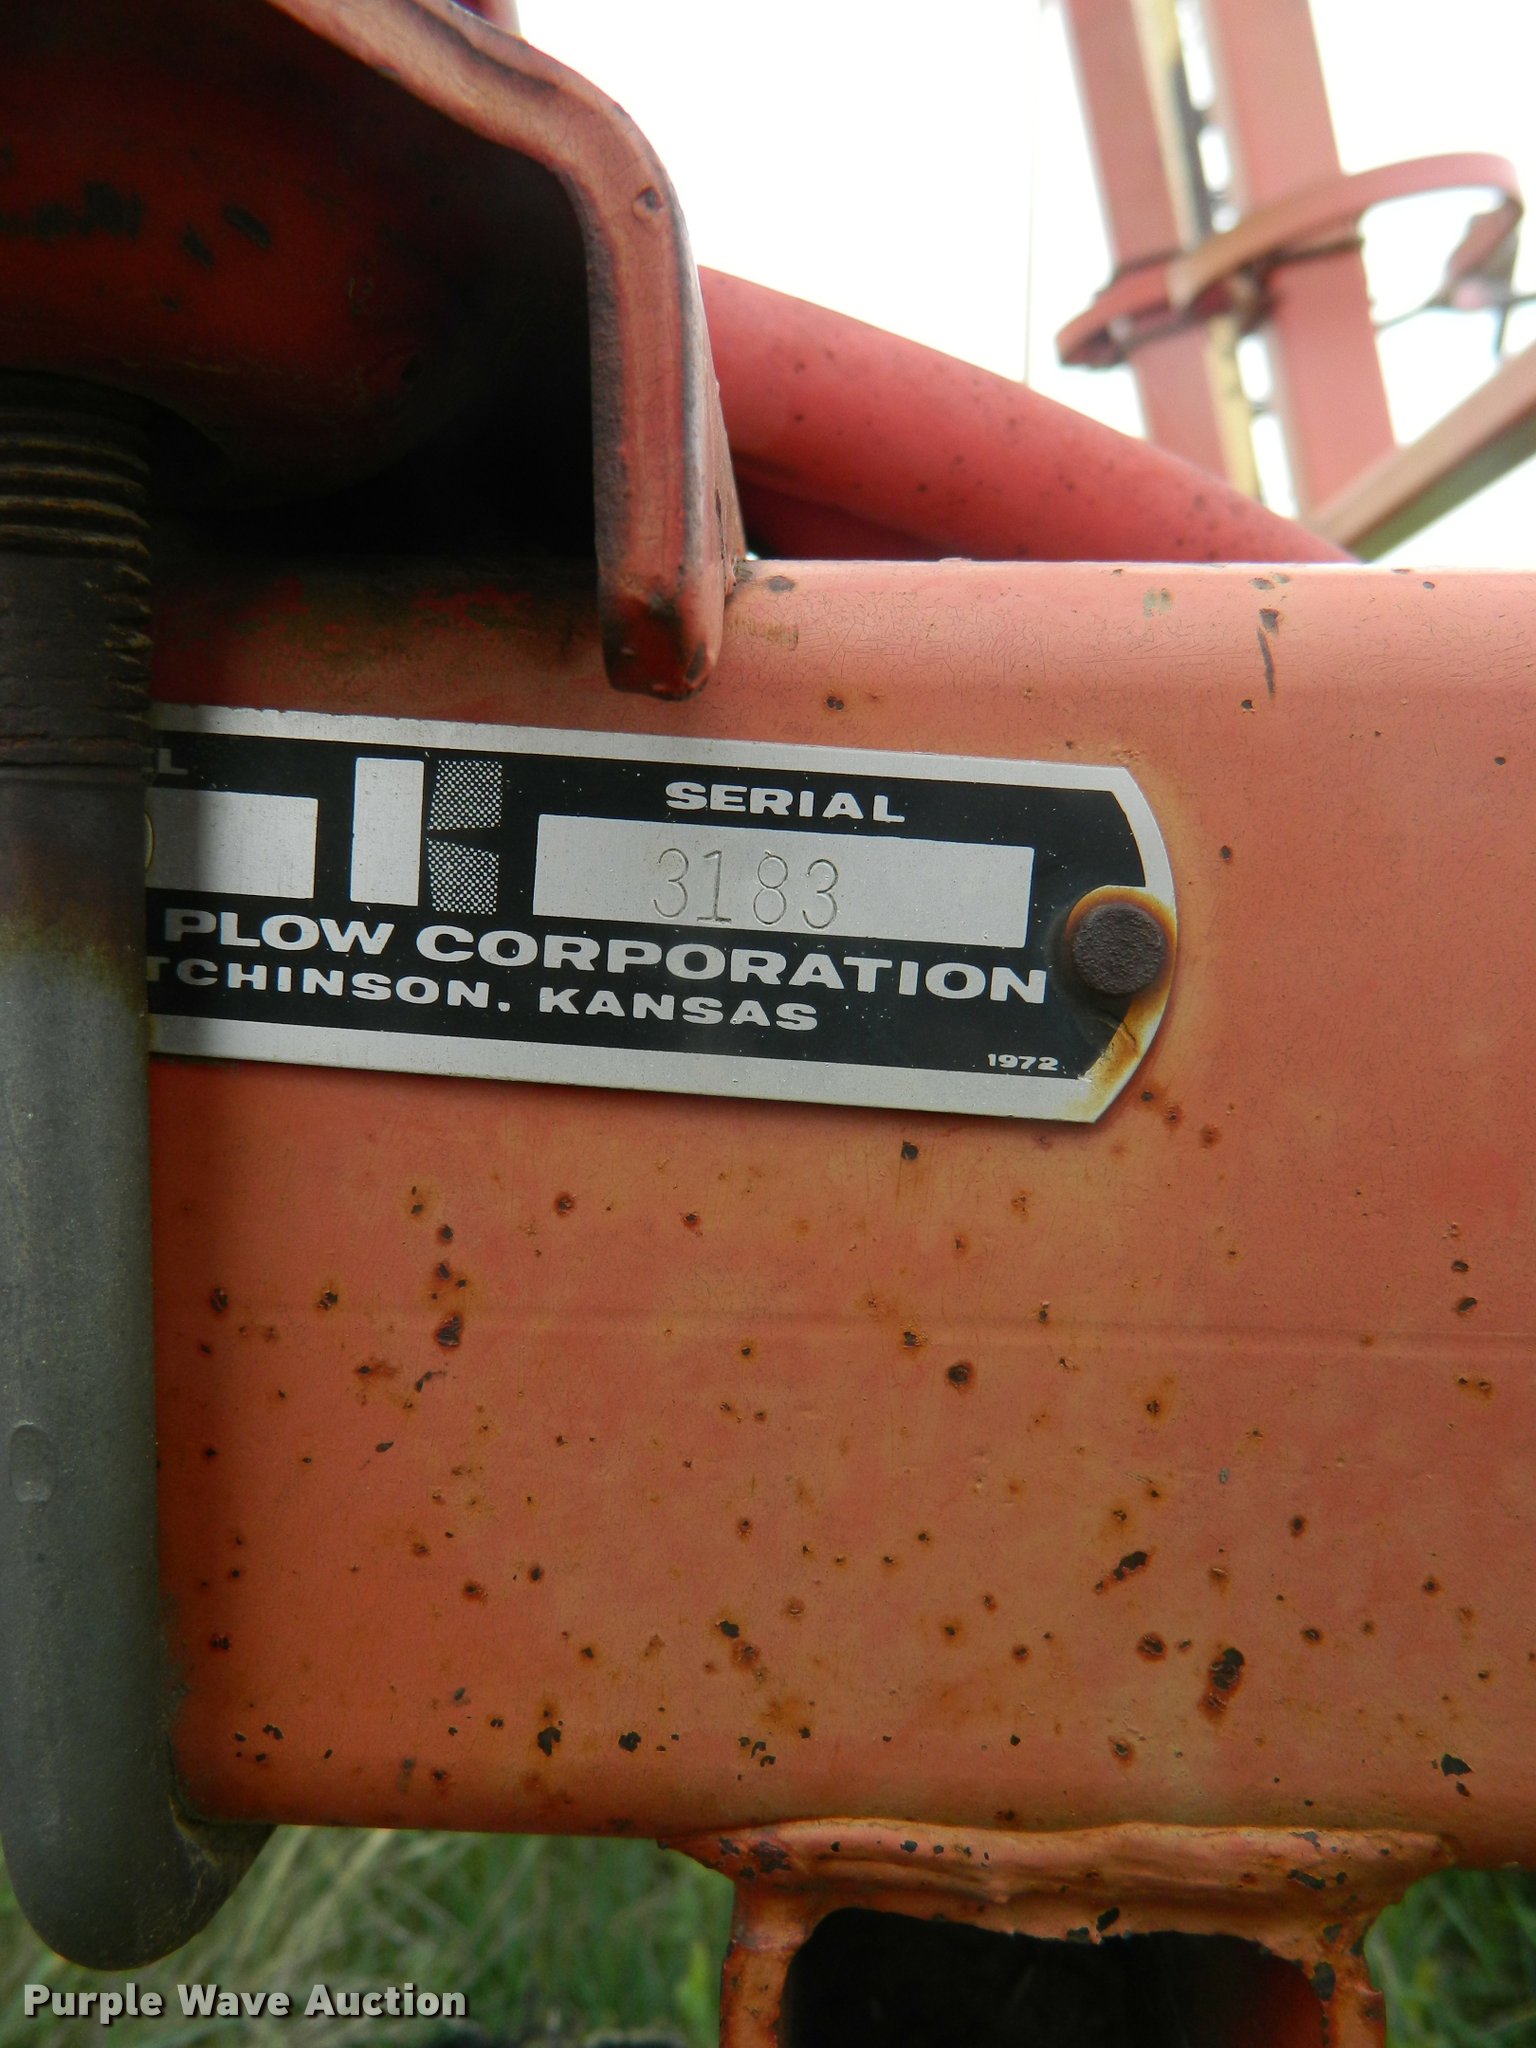 L
SERIAL
3183
PLOW CORPORATION
TCHINSON, KANSAS
1972
Purple Wave Auction